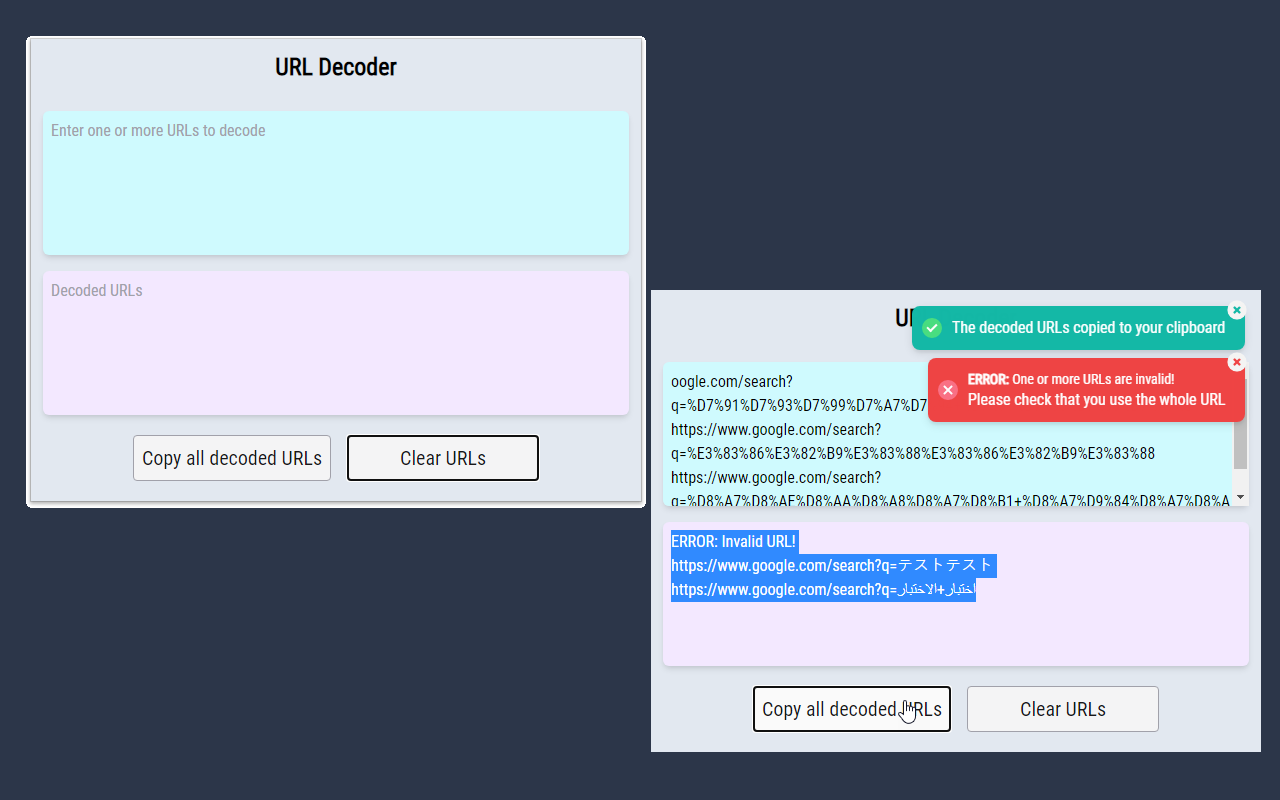 URL Decoder
Enter one or more URLs to decode
Decoded URLs
Copy all decoded URLs
Clear URLs
The decoded URLs copied to your clipboard
ERROR: One or more URLs are invalid!
Please check that you use the whole URL
oogle.com/search?
q=%D7%91%D7%93%D7%99%D7%A7%D7
https://www.google.com/search?
q=%E3%83%86%E3%82%B9%E3%83%88%E3%83%86%E3%82%B9%E3%83%88
https://www.google.com/search?
q=%D8%A7%D8%AE%D8%AA%D8%A8%D8%A7%D8%B1+%D8%A7%D9%84%D8%A7%D8%A
ERROR: Invalid URL!
https://www.google.com/search?q=テストテスト
https://www.google.com/search?q=اختبار+الاختبار
Copy all decoded URLs
Clear URLs